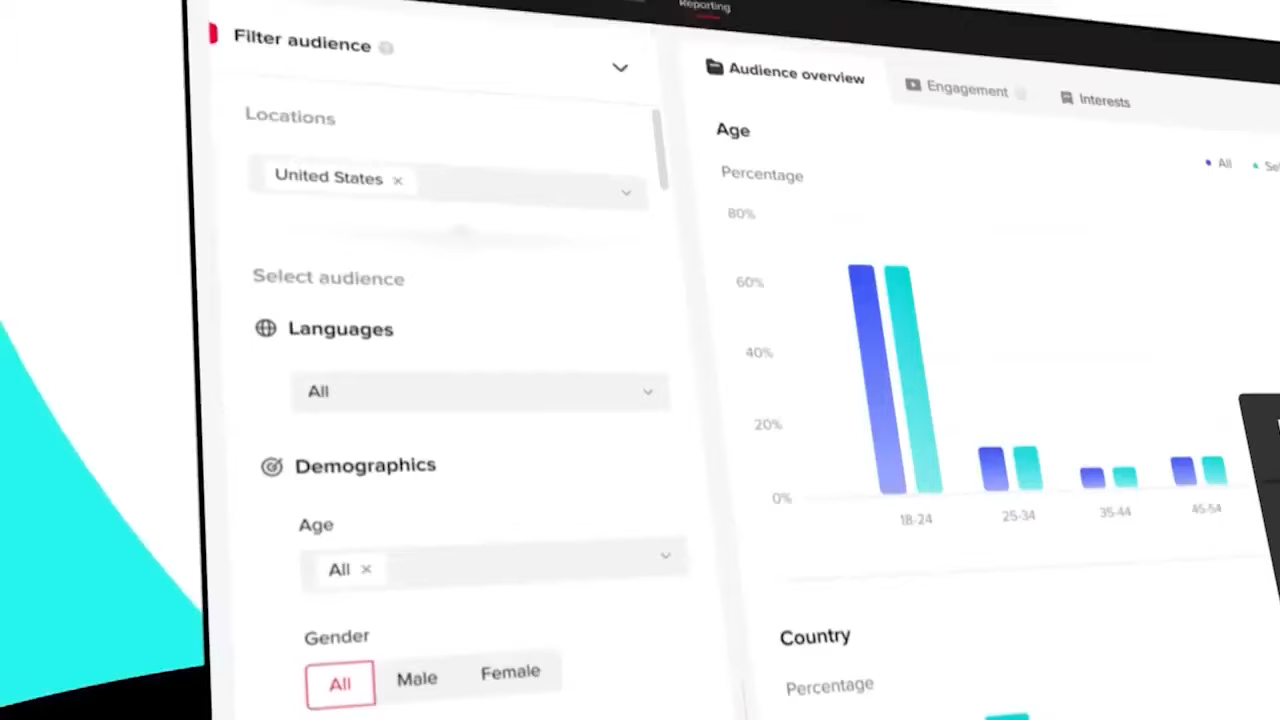 Reporting
Filter audience
Locations
United States ×
Select audience
Languages
All
Demographics
Age
All ×
Gender
All Male Female
Audience overview Engagement Interests
Age
Percentage
All
80%
60%
40%
20%
0%
18-24 25-34 35-44 45-54
Country
Percentage